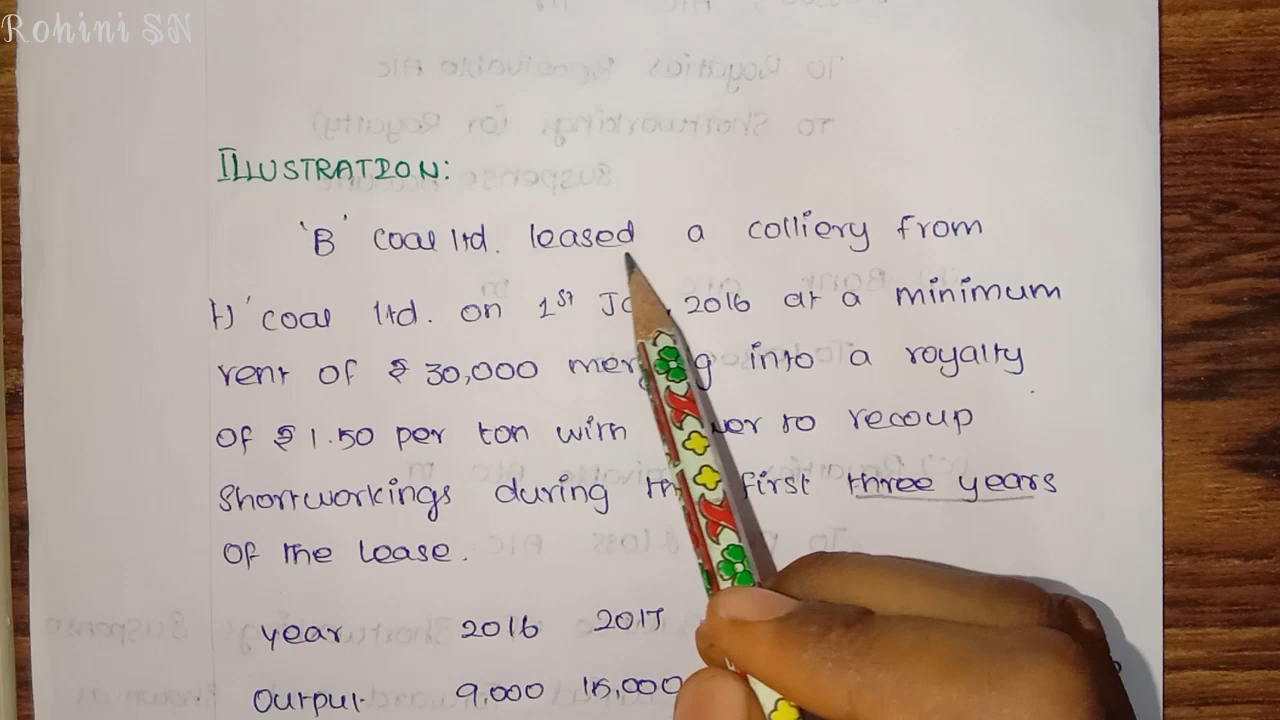 Rohini SN
ILLUSTRATION:
'B' coal ltd. leased a colliery from
coal ltd. on 1st 2016 at a minimum
rent of ₹ 30,000 into a royalty
of ₹ 1.50 per ton with to recoup
shortworkings during first three years
of the lease.
year 2016 2017
Output 9,000 15,000